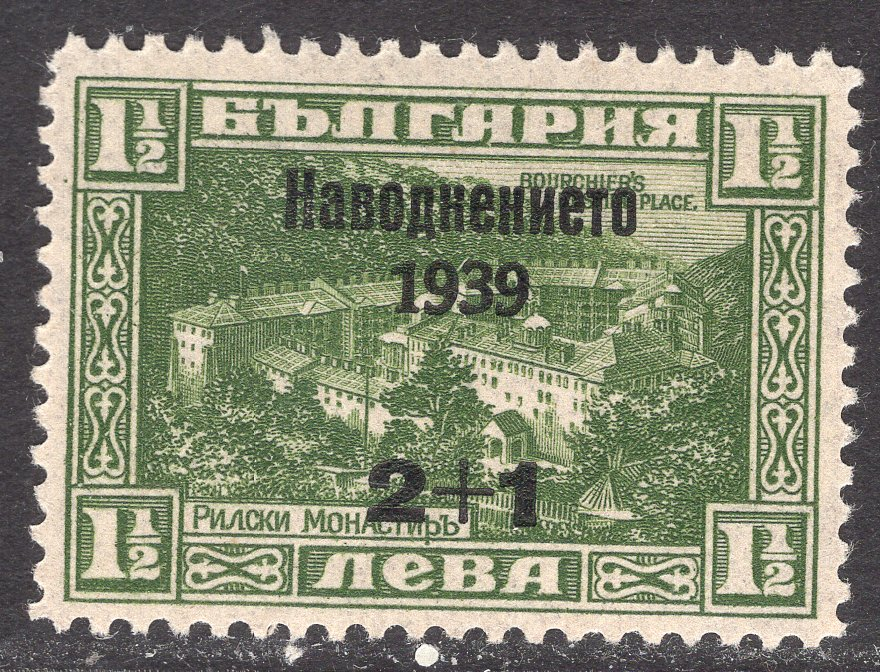 1½ БЪЛГАРИЯ 1½
BOURCHIER'S
PLACE.
Наводнението
1939
2+1
РИЛСКИ МОНАСТИРЪ
1½ ЛЕВА 1½